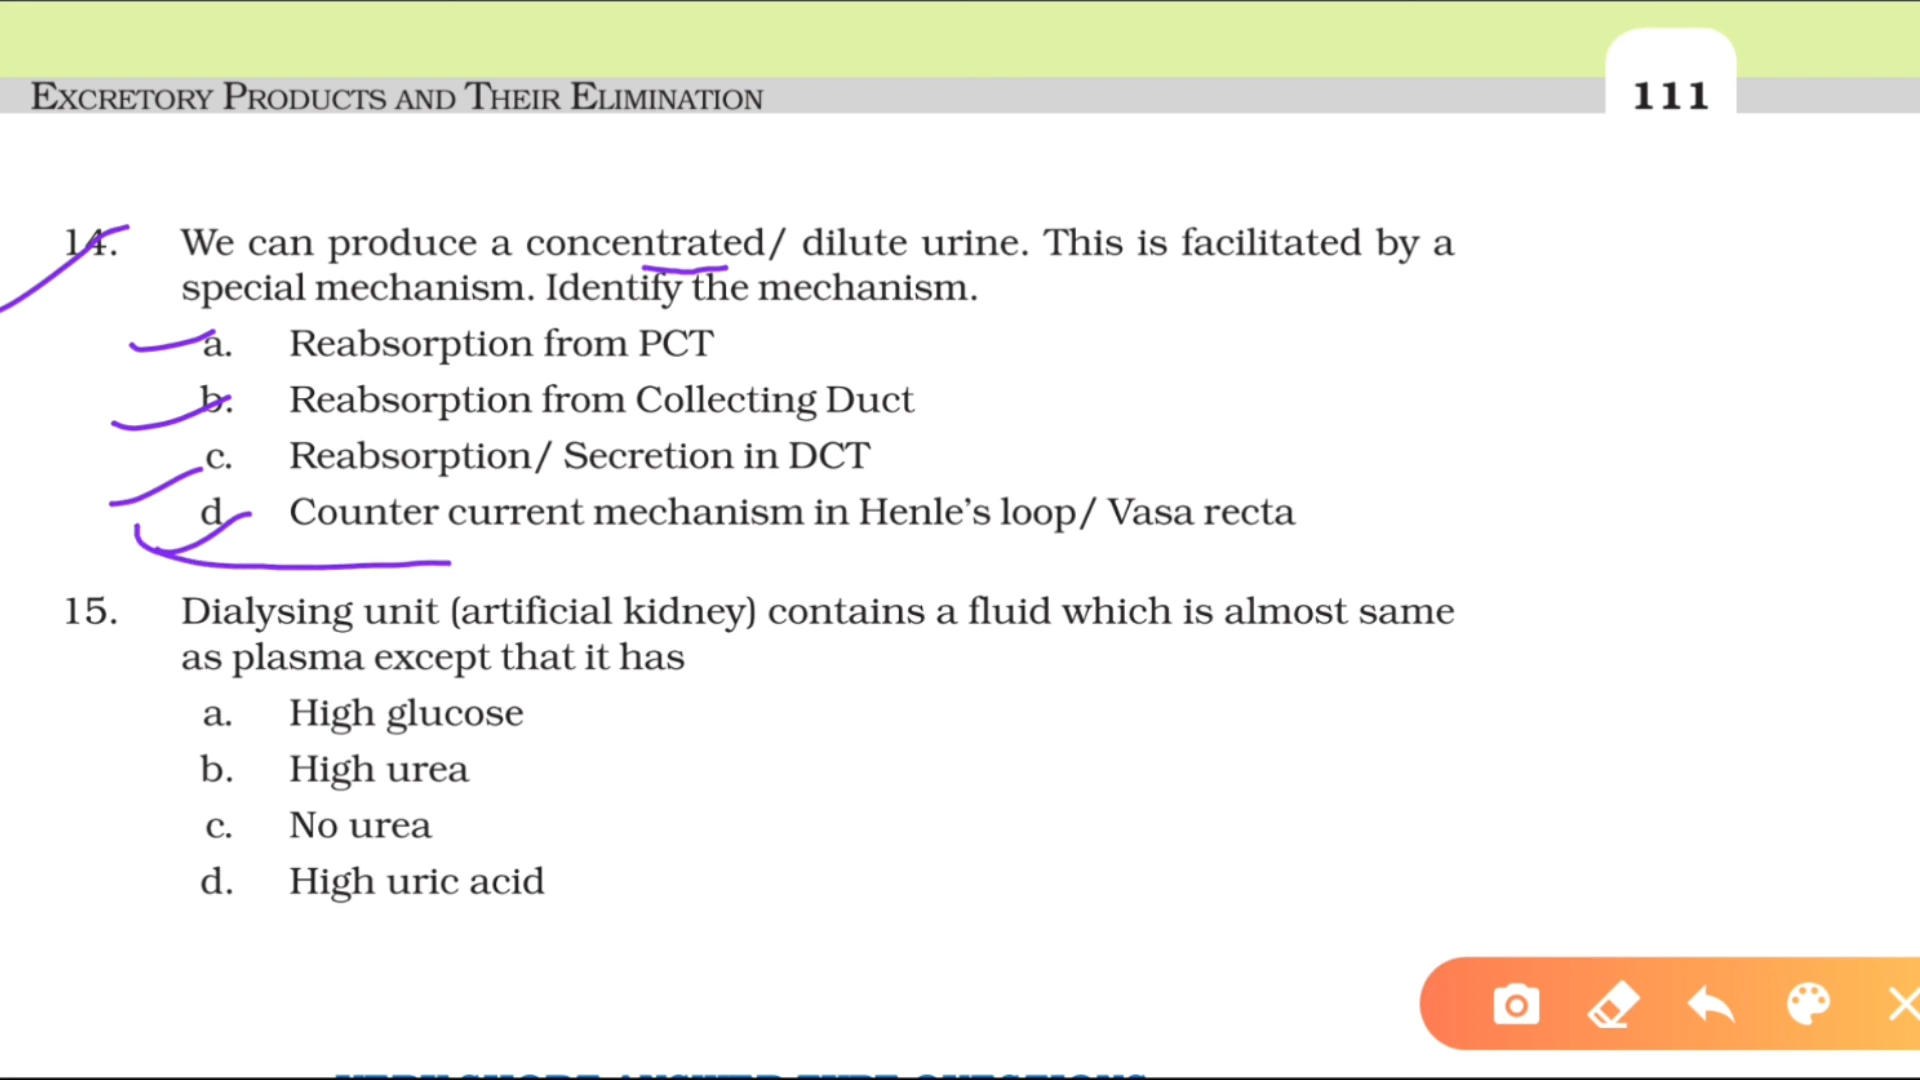 EXCRETORY PRODUCTS AND THEIR ELIMINATION
111
14. We can produce a concentrated/ dilute urine. This is facilitated by a
special mechanism. Identify the mechanism.
a. Reabsorption from PCT
b. Reabsorption from Collecting Duct
c. Reabsorption/ Secretion in DCT
d. Counter current mechanism in Henle's loop/ Vasa recta
15. Dialysing unit (artificial kidney) contains a fluid which is almost same
as plasma except that it has
a. High glucose
b. High urea
c. No urea
d. High uric acid